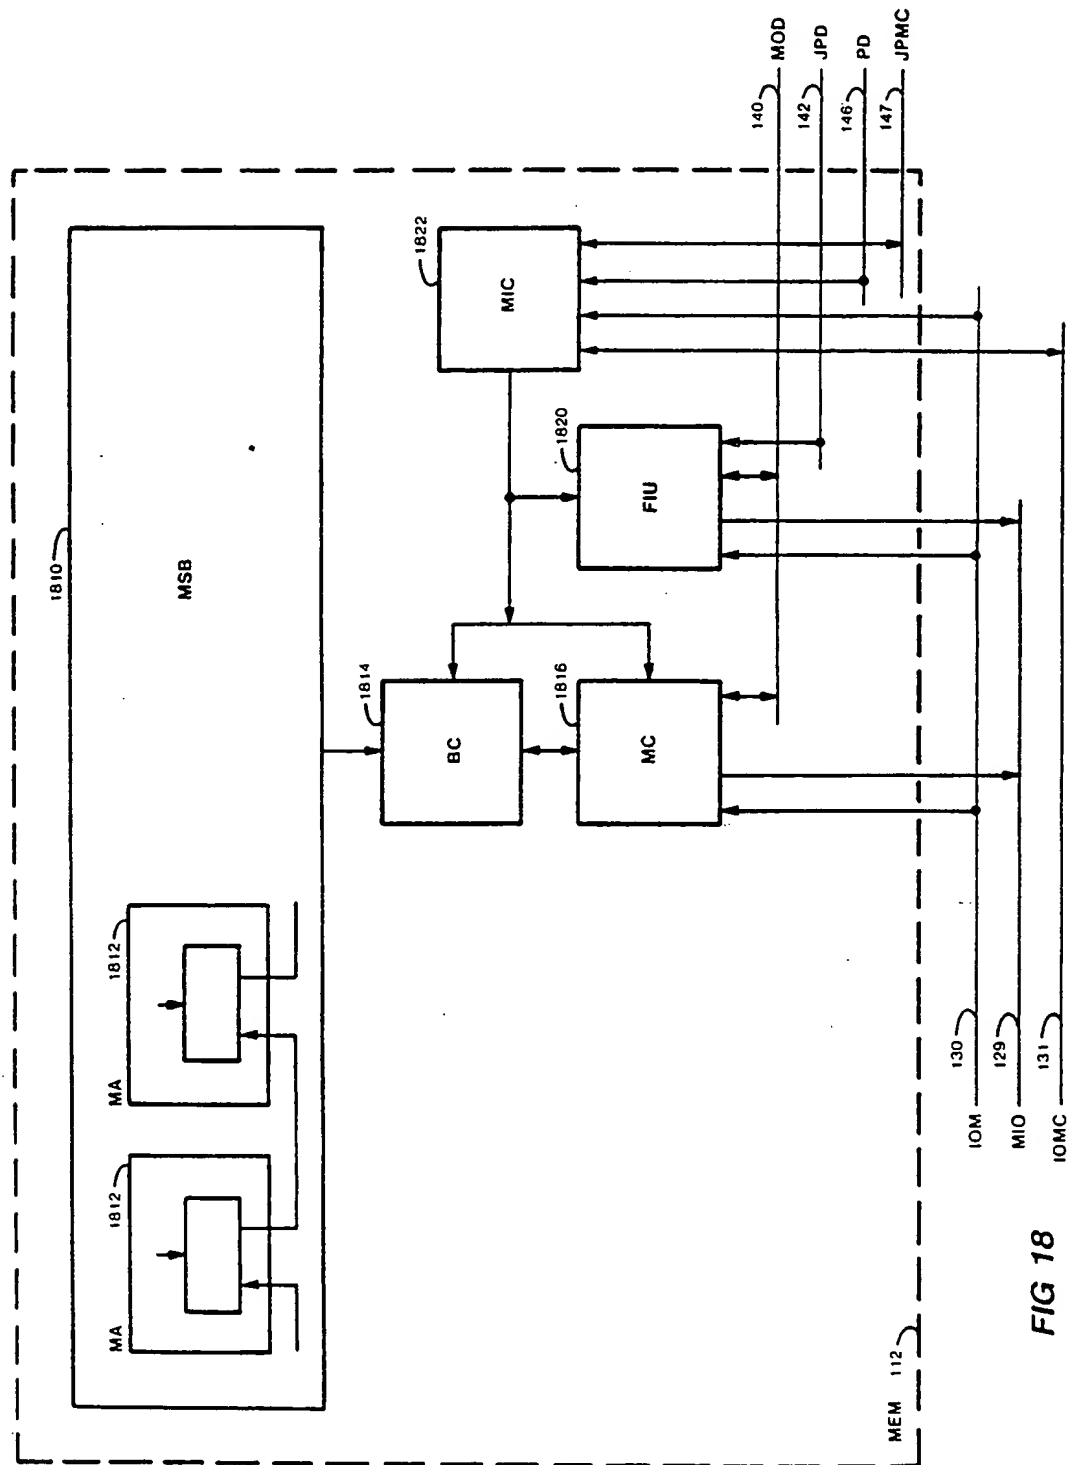 MEM 112
1810
MSB
MA
1812
MA
1812
1814
BC
1816
MC
1820
FIU
1822
MIC
140
MOD
142
JPD
146
PD
147
JPMC
IOM
130
MIO
129
IOMC
131
FIG 18